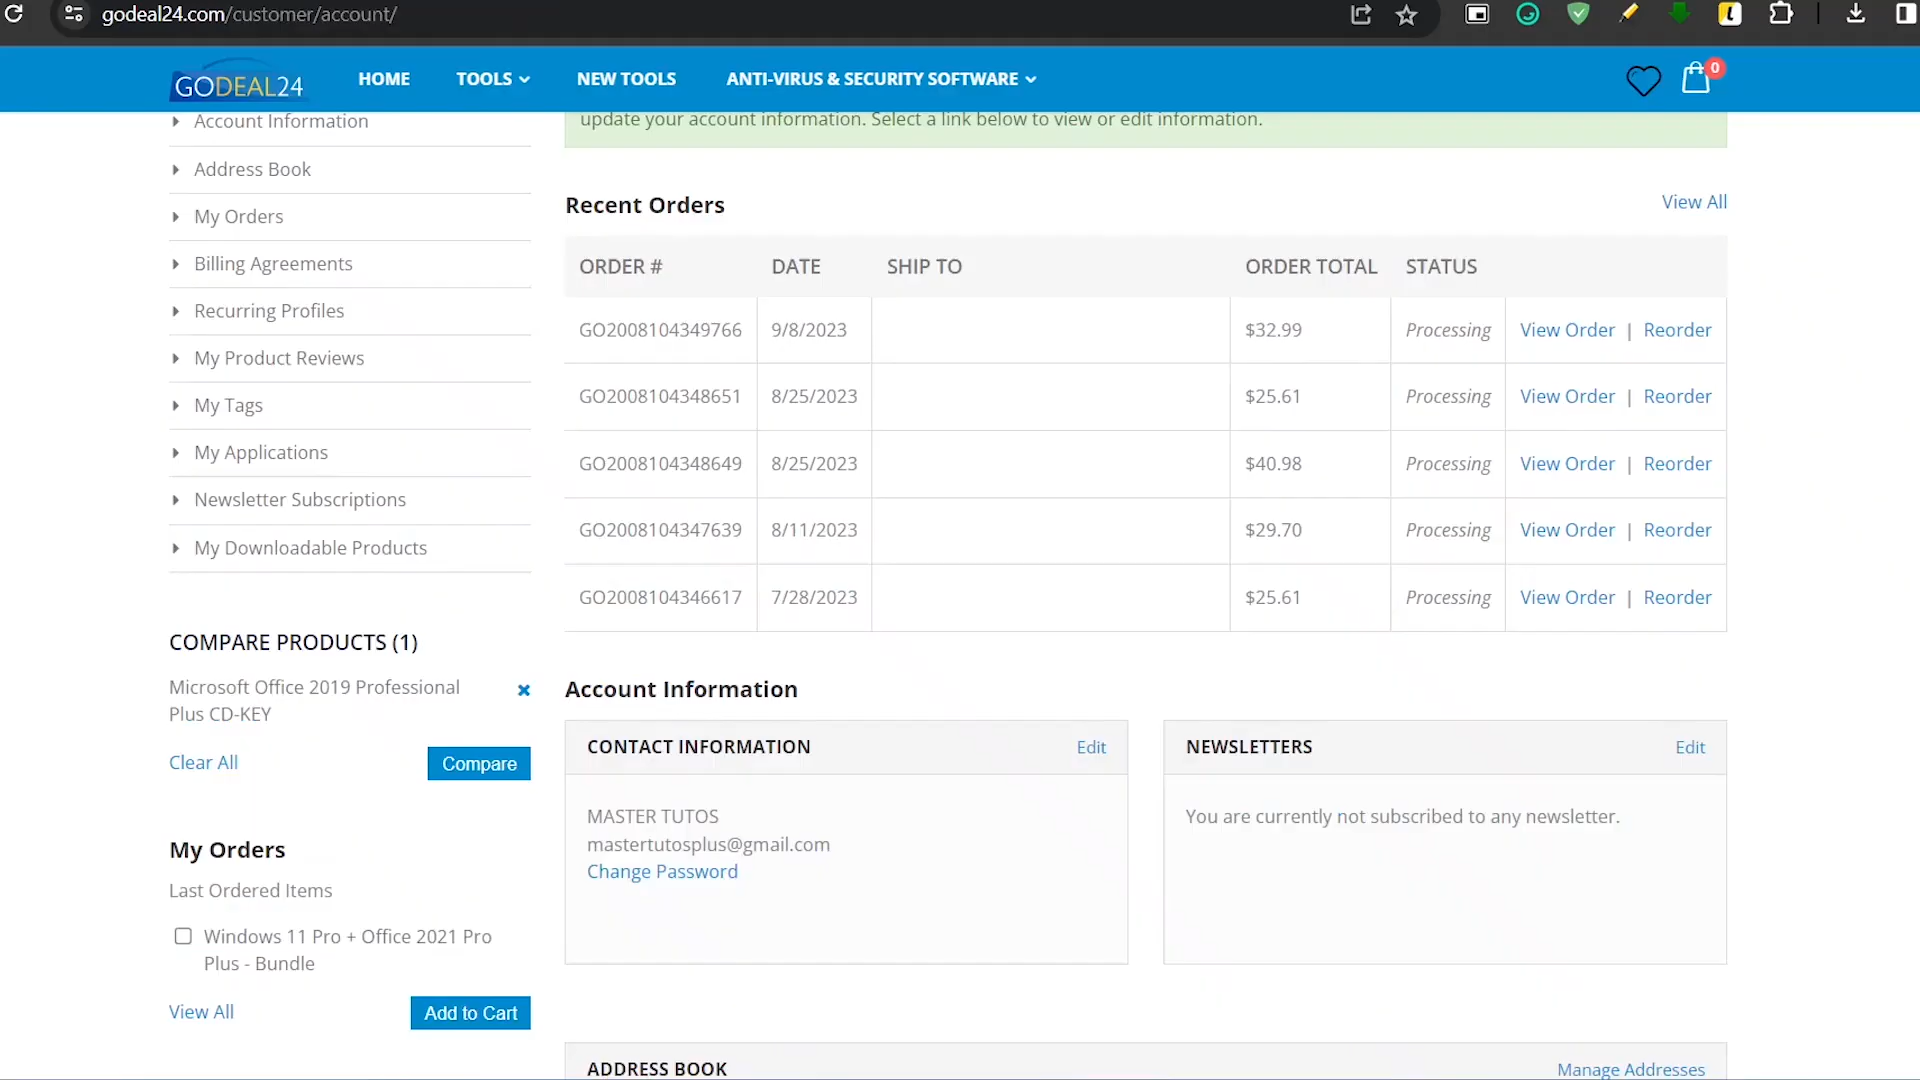 godeal24.com/customer/account/
GODEAL24
HOME
TOOLS
NEW TOOLS
ANTI-VIRUS & SECURITY SOFTWARE
0
Account Information
Address Book
My Orders
Billing Agreements
Recurring Profiles
My Product Reviews
My Tags
My Applications
Newsletter Subscriptions
My Downloadable Products
COMPARE PRODUCTS (1)
Microsoft Office 2019 Professional
Plus CD-KEY
Clear All
Compare
My Orders
Last Ordered Items
Windows 11 Pro + Office 2021 Pro
Plus - Bundle
View All
Add to Cart
update your account information. Select a link below to view or edit information.
Recent Orders
View All
ORDER # DATE SHIP TO ORDER TOTAL STATUS
GO2008104349766 9/8/2023 $32.99 Processing View Order | Reorder
GO2008104348651 8/25/2023 $25.61 Processing View Order | Reorder
GO2008104348649 8/25/2023 $40.98 Processing View Order | Reorder
GO2008104347639 8/11/2023 $29.70 Processing View Order | Reorder
GO2008104346617 7/28/2023 $25.61 Processing View Order | Reorder
Account Information
CONTACT INFORMATION
Edit
MASTER TUTOS
mastertutosplus@gmail.com
Change Password
NEWSLETTERS
Edit
You are currently not subscribed to any newsletter.
ADDRESS BOOK
Manage Addresses